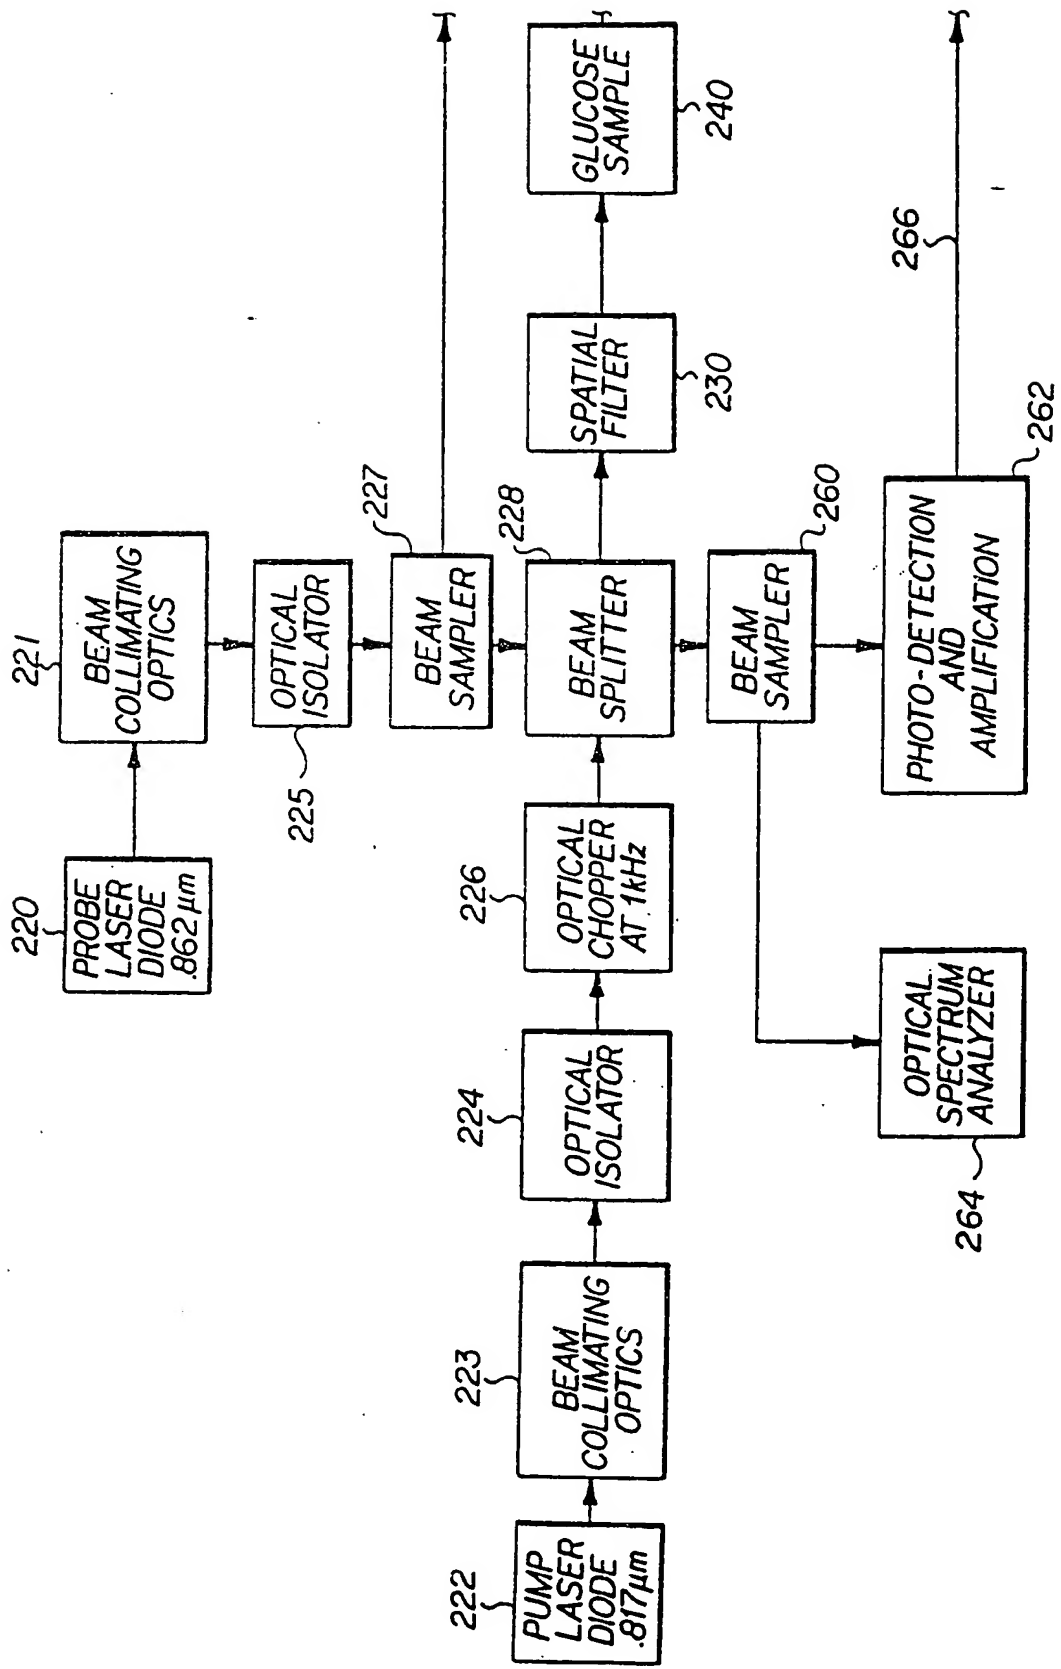 220
PROBE
LASER
DIODE
.862 µm
221
BEAM
COLLIMATING
OPTICS
225
OPTICAL
ISOLATOR
227
BEAM
SAMPLER
222
PUMP
LASER
DIODE
.817µm
223
BEAM
COLLIMATING
OPTICS
224
OPTICAL
ISOLATOR
226
OPTICAL
CHOPPER
AT 1kHz
228
BEAM
SPLITTER
SPATIAL
FILTER
230
GLUCOSE
SAMPLE
240
260
BEAM
SAMPLER
264
OPTICAL
SPECTRUM
ANALYZER
262
PHOTO-DETECTION
AND
AMPLIFICATION
266